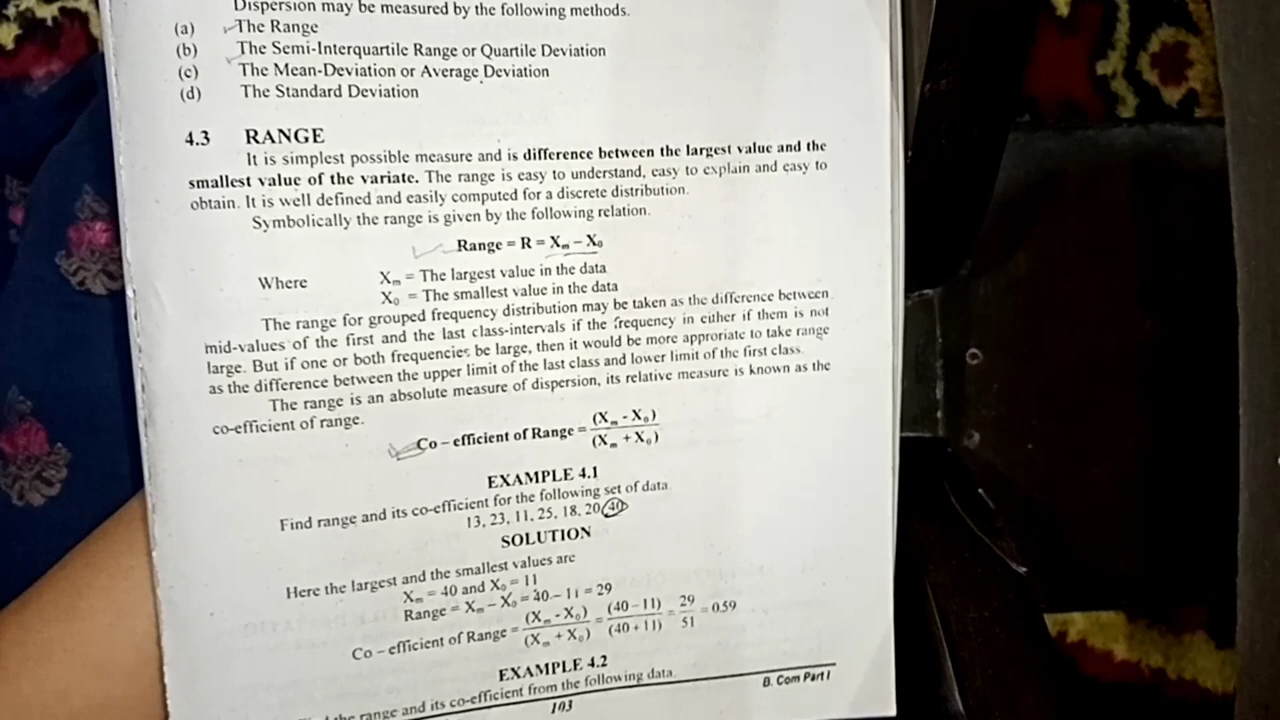 Dispersion may be measured by the following methods.
(a) The Range
(b) The Semi-Interquartile Range or Quartile Deviation
(c) The Mean-Deviation or Average Deviation
(d) The Standard Deviation
4.3 RANGE
It is simplest possible measure and is difference between the largest value and the
smallest value of the variate. The range is easy to understand, easy to explain and easy to
obtain. It is well defined and easily computed for a discrete distribution.
Symbolically the range is given by the following relation.
Range = R = Xₘ – X₀
Where Xₘ = The largest value in the data
X₀ = The smallest value in the data
The range for grouped frequency distribution may be taken as the difference between
mid-values of the first and the last class-intervals if the frequency in either if them is not
large. But if one or both frequencies be large, then it would be more approriate to take range
as the difference between the upper limit of the last class and lower limit of the first class.
The range is an absolute measure of dispersion, its relative measure is known as the
co-efficient of range.
Co – efficient of Range = (Xₘ - X₀) / (Xₘ + X₀)
EXAMPLE 4.1
Find range and its co-efficient for the following set of data.
13, 23, 11, 25, 18, 20, 40
SOLUTION
Here the largest and the smallest values are
Xₘ = 40 and X₀ = 11
Range = Xₘ – X₀ = 40 – 11 = 29
Co – efficient of Range = (Xₘ - X₀) / (Xₘ + X₀) = (40 – 11) / (40 + 11) = 29 / 51 = 0.59
EXAMPLE 4.2
the range and its co-efficient from the following data.
103
B. Com Part I